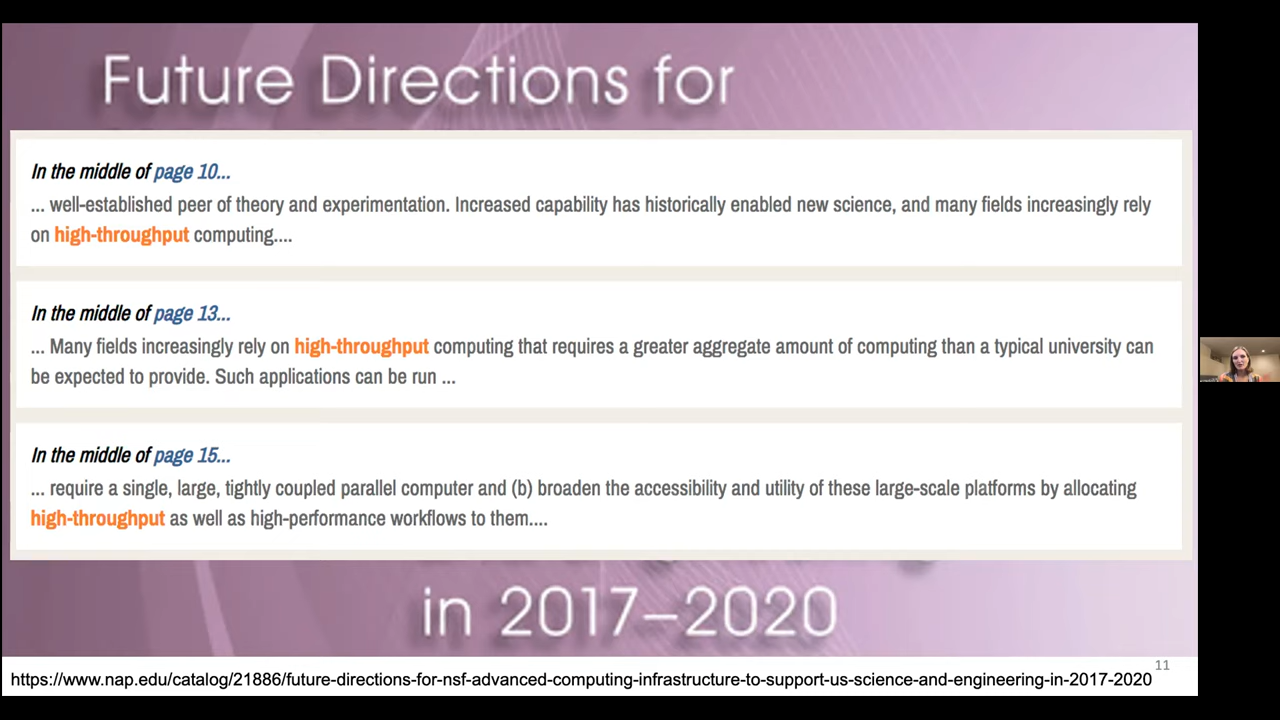 Future Directions for
In the middle of page 10...
... well-established peer of theory and experimentation. Increased capability has historically enabled new science, and many fields increasingly rely
on high-throughput computing....
In the middle of page 13...
... Many fields increasingly rely on high-throughput computing that requires a greater aggregate amount of computing than a typical university can
be expected to provide. Such applications can be run ...
In the middle of page 15...
... require a single, large, tightly coupled parallel computer and (b) broaden the accessibility and utility of these large-scale platforms by allocating
high-throughput as well as high-performance workflows to them....
in 2017–2020
11
https://www.nap.edu/catalog/21886/future-directions-for-nsf-advanced-computing-infrastructure-to-support-us-science-and-engineering-in-2017-2020